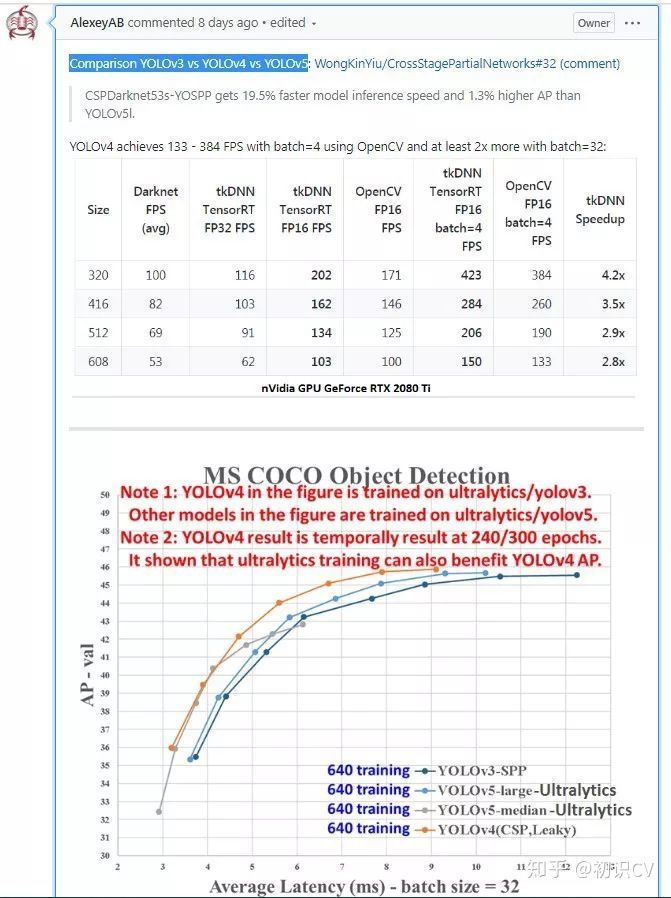 AlexeyAB commented 8 days ago • edited
Owner
Comparison YOLOv3 vs YOLOv4 vs YOLOv5: WongKinYiu/CrossStagePartialNetworks#32 (comment)
CSPDarknet53s-YOSPP gets 19.5% faster model inference speed and 1.3% higher AP than
YOLOv5l.
YOLOv4 achieves 133 - 384 FPS with batch=4 using OpenCV and at least 2x more with batch=32:
Size Darknet FPS (avg) tkDNN TensorRT FP32 FPS tkDNN TensorRT FP16 FPS OpenCV FP16 FPS tkDNN TensorRT FP16 batch=4 FPS OpenCV FP16 batch=4 FPS tkDNN Speedup
320 100 116 202 171 423 384 4.2x
416 82 103 162 146 284 260 3.5x
512 69 91 134 125 206 190 2.9x
608 53 62 103 100 150 133 2.8x
nVidia GPU GeForce RTX 2080 Ti
MS COCO Object Detection
Note 1: YOLOv4 in the figure is trained on ultralytics/yolov3.
Other models in the figure are trained on ultralytics/yolov5.
Note 2: YOLOv4 result is temporally result at 240/300 epochs.
It shown that ultralytics training can also benefit YOLOv4 AP.
AP - val
50
49
48
47
46
45
44
43
42
41
40
39
38
37
36
35
34
33
32
31
30
640 training YOLOv3-SPP
640 training YOLOv5-large-Ultralytics
640 training YOLOv5-median-Ultralytics
640 training YOLOv4(CSP,Leaky)
2 3 4 5 6 7 8 9 10 11 12 13
Average Latency (ms) - batch size = 32
知乎 @初识CV